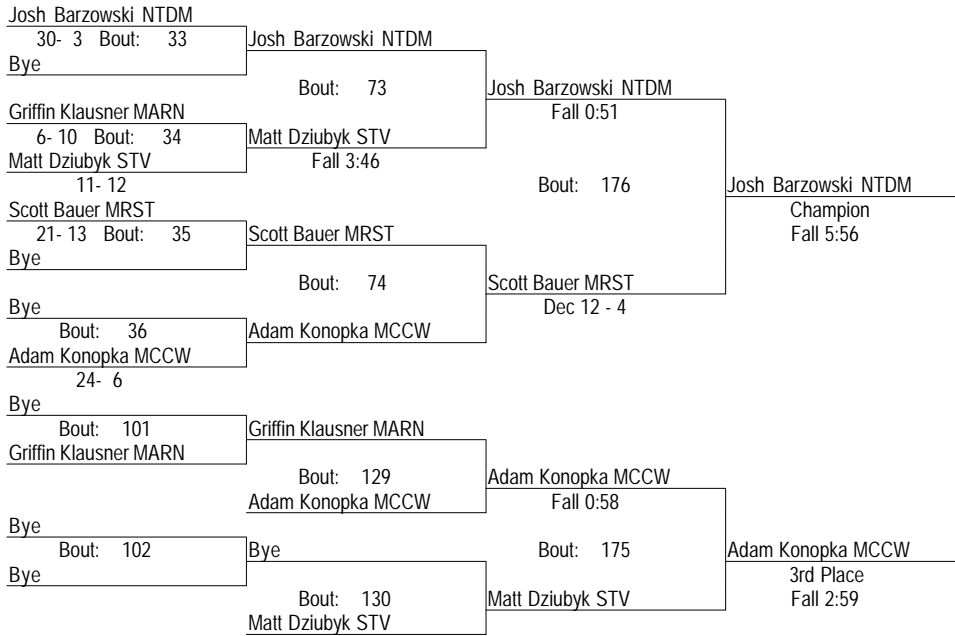 Josh Barzowski NTDM
30- 3 Bout: 33
Josh Barzowski NTDM
Bye
Bout: 73
Josh Barzowski NTDM
Griffin Klausner MARN
Fall 0:51
6- 10 Bout: 34
Matt Dziubyk STV
Matt Dziubyk STV
Fall 3:46
11- 12
Bout: 176
Josh Barzowski NTDM
Scott Bauer MRST
Champion
21- 13 Bout: 35
Scott Bauer MRST
Fall 5:56
Bye
Bout: 74
Scott Bauer MRST
Bye
Dec 12 - 4
Bout: 36
Adam Konopka MCCW
Adam Konopka MCCW
24- 6
Bye
Bout: 101
Griffin Klausner MARN
Griffin Klausner MARN
Bout: 129
Adam Konopka MCCW
Adam Konopka MCCW
Fall 0:58
Bye
Bout: 102
Bye
Bout: 175
Adam Konopka MCCW
Bye
3rd Place
Bout: 130
Matt Dziubyk STV
Fall 2:59
Matt Dziubyk STV